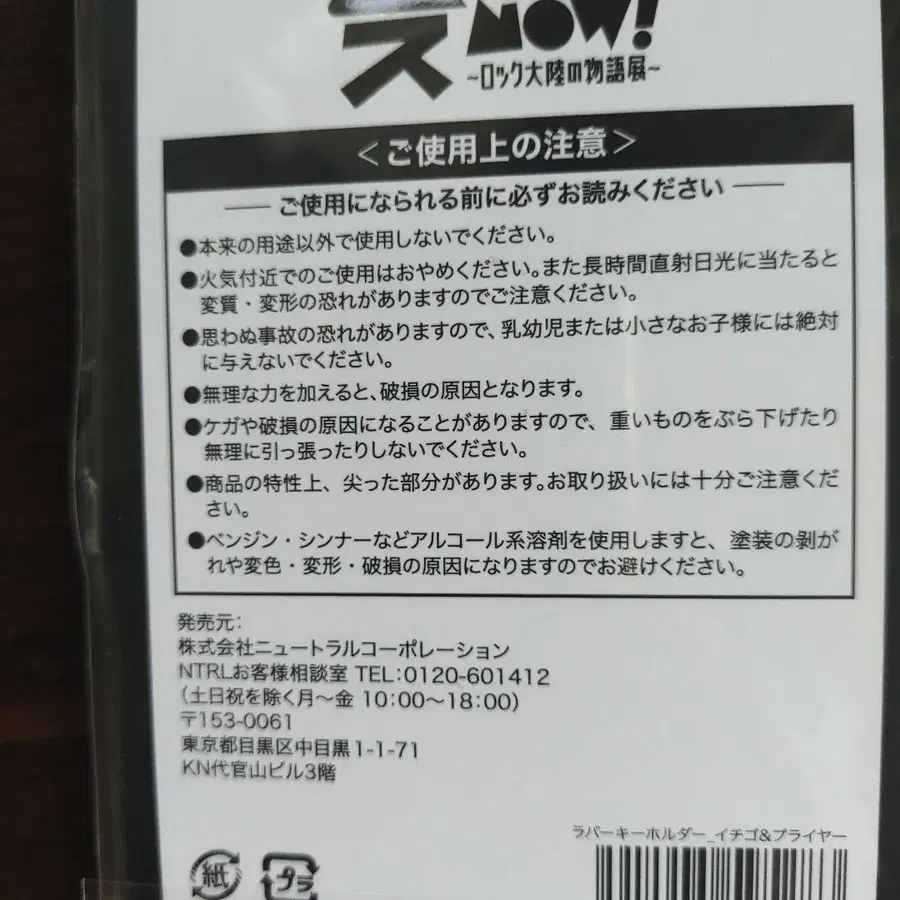 NOW!
~ロック大陸の物語展~
＜ご使用上の注意＞
ご使用になられる前に必ずお読みください
●本来の用途以外で使用しないでください。
●火気付近でのご使用はおやめください。また長時間直射日光に当たると
変質・変形の恐れがありますのでご注意ください。
●思わぬ事故の恐れがありますので、乳幼児または小さなお子様には絶対
に与えないでください。
●無理な力を加えると、破損の原因となります。
●ケガや破損の原因になることがありますので、重いものをぶら下げたり
無理に引っ張ったりしないでください。
●商品の特性上、尖った部分があります。お取り扱いには十分ご注意くだ
さい。
●ベンジン・シンナーなどアルコール系溶剤を使用しますと、塗装の剥が
れや変色・変形・破損の原因になりますのでお避けください。
発売元：
株式会社ニュートラルコーポレーション
NTRLお客様相談室 TEL：0120-601412
（土日祝を除く月～金 10：00～18：00）
〒153-0061
東京都目黒区中目黒1-1-71
KN代官山ビル3階
ラバーキーホルダー_イチゴ&プライヤー
紙
プラ